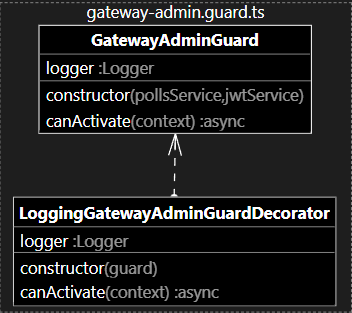 gateway-admin.guard.ts
GatewayAdminGuard
logger :Logger
constructor(pollsService,jwtService)
canActivate(context) :async
LoggingGatewayAdminGuardDecorator
logger :Logger
constructor(guard)
canActivate(context) :async